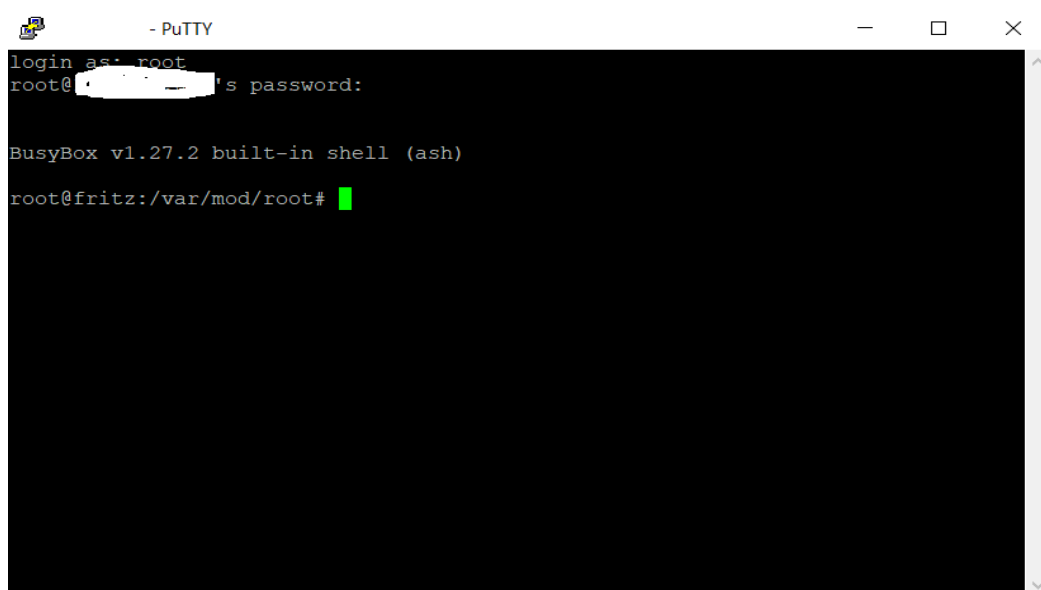 - PuTTY
login as: root
root@ 's password:
BusyBox v1.27.2 built-in shell (ash)
root@fritz:/var/mod/root#